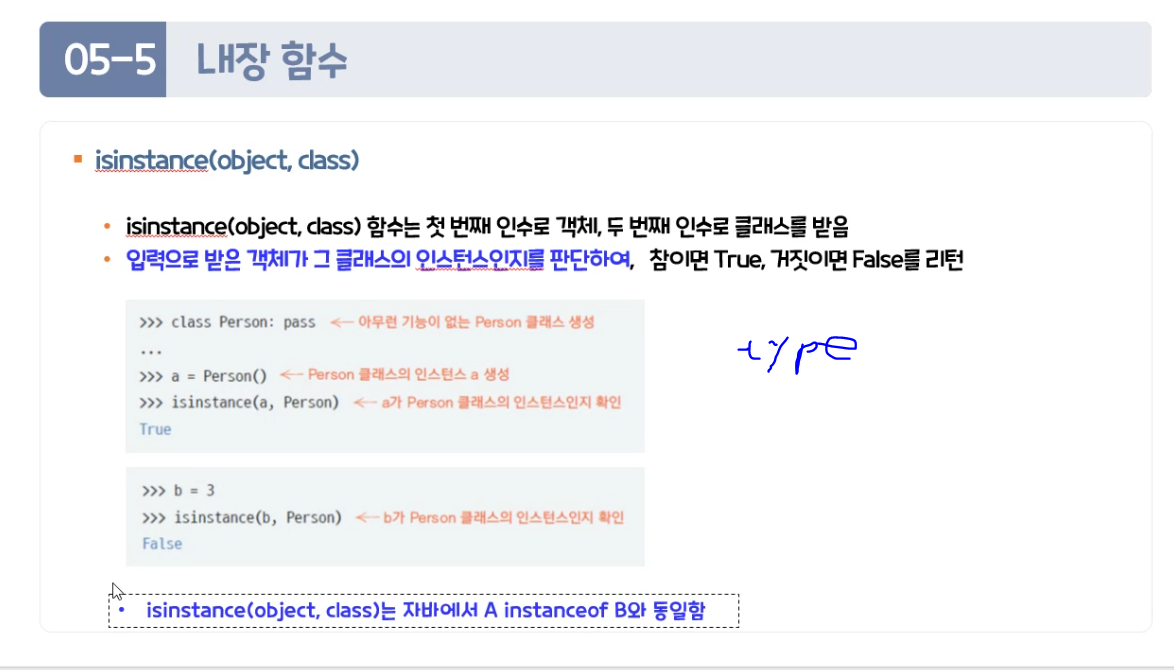 05-5 내장 함수
isinstance(object, class)
isinstance(object, class) 함수는 첫 번째 인수로 객체, 두 번째 인수로 클래스를 받음
입력으로 받은 객체가 그 클래스의 인스턴스인지를 판단하여, 참이면 True, 거짓이면 False를 리턴
>>> class Person: pass ← 아무런 기능이 없는 Person 클래스 생성
...
>>> a = Person() ← Person 클래스의 인스턴스 a 생성
>>> isinstance(a, Person) ← a가 Person 클래스의 인스턴스인지 확인
True
type
>>> b = 3
>>> isinstance(b, Person) ← b가 Person 클래스의 인스턴스인지 확인
False
isinstance(object, class)는 자바에서 A instanceof B와 동일함